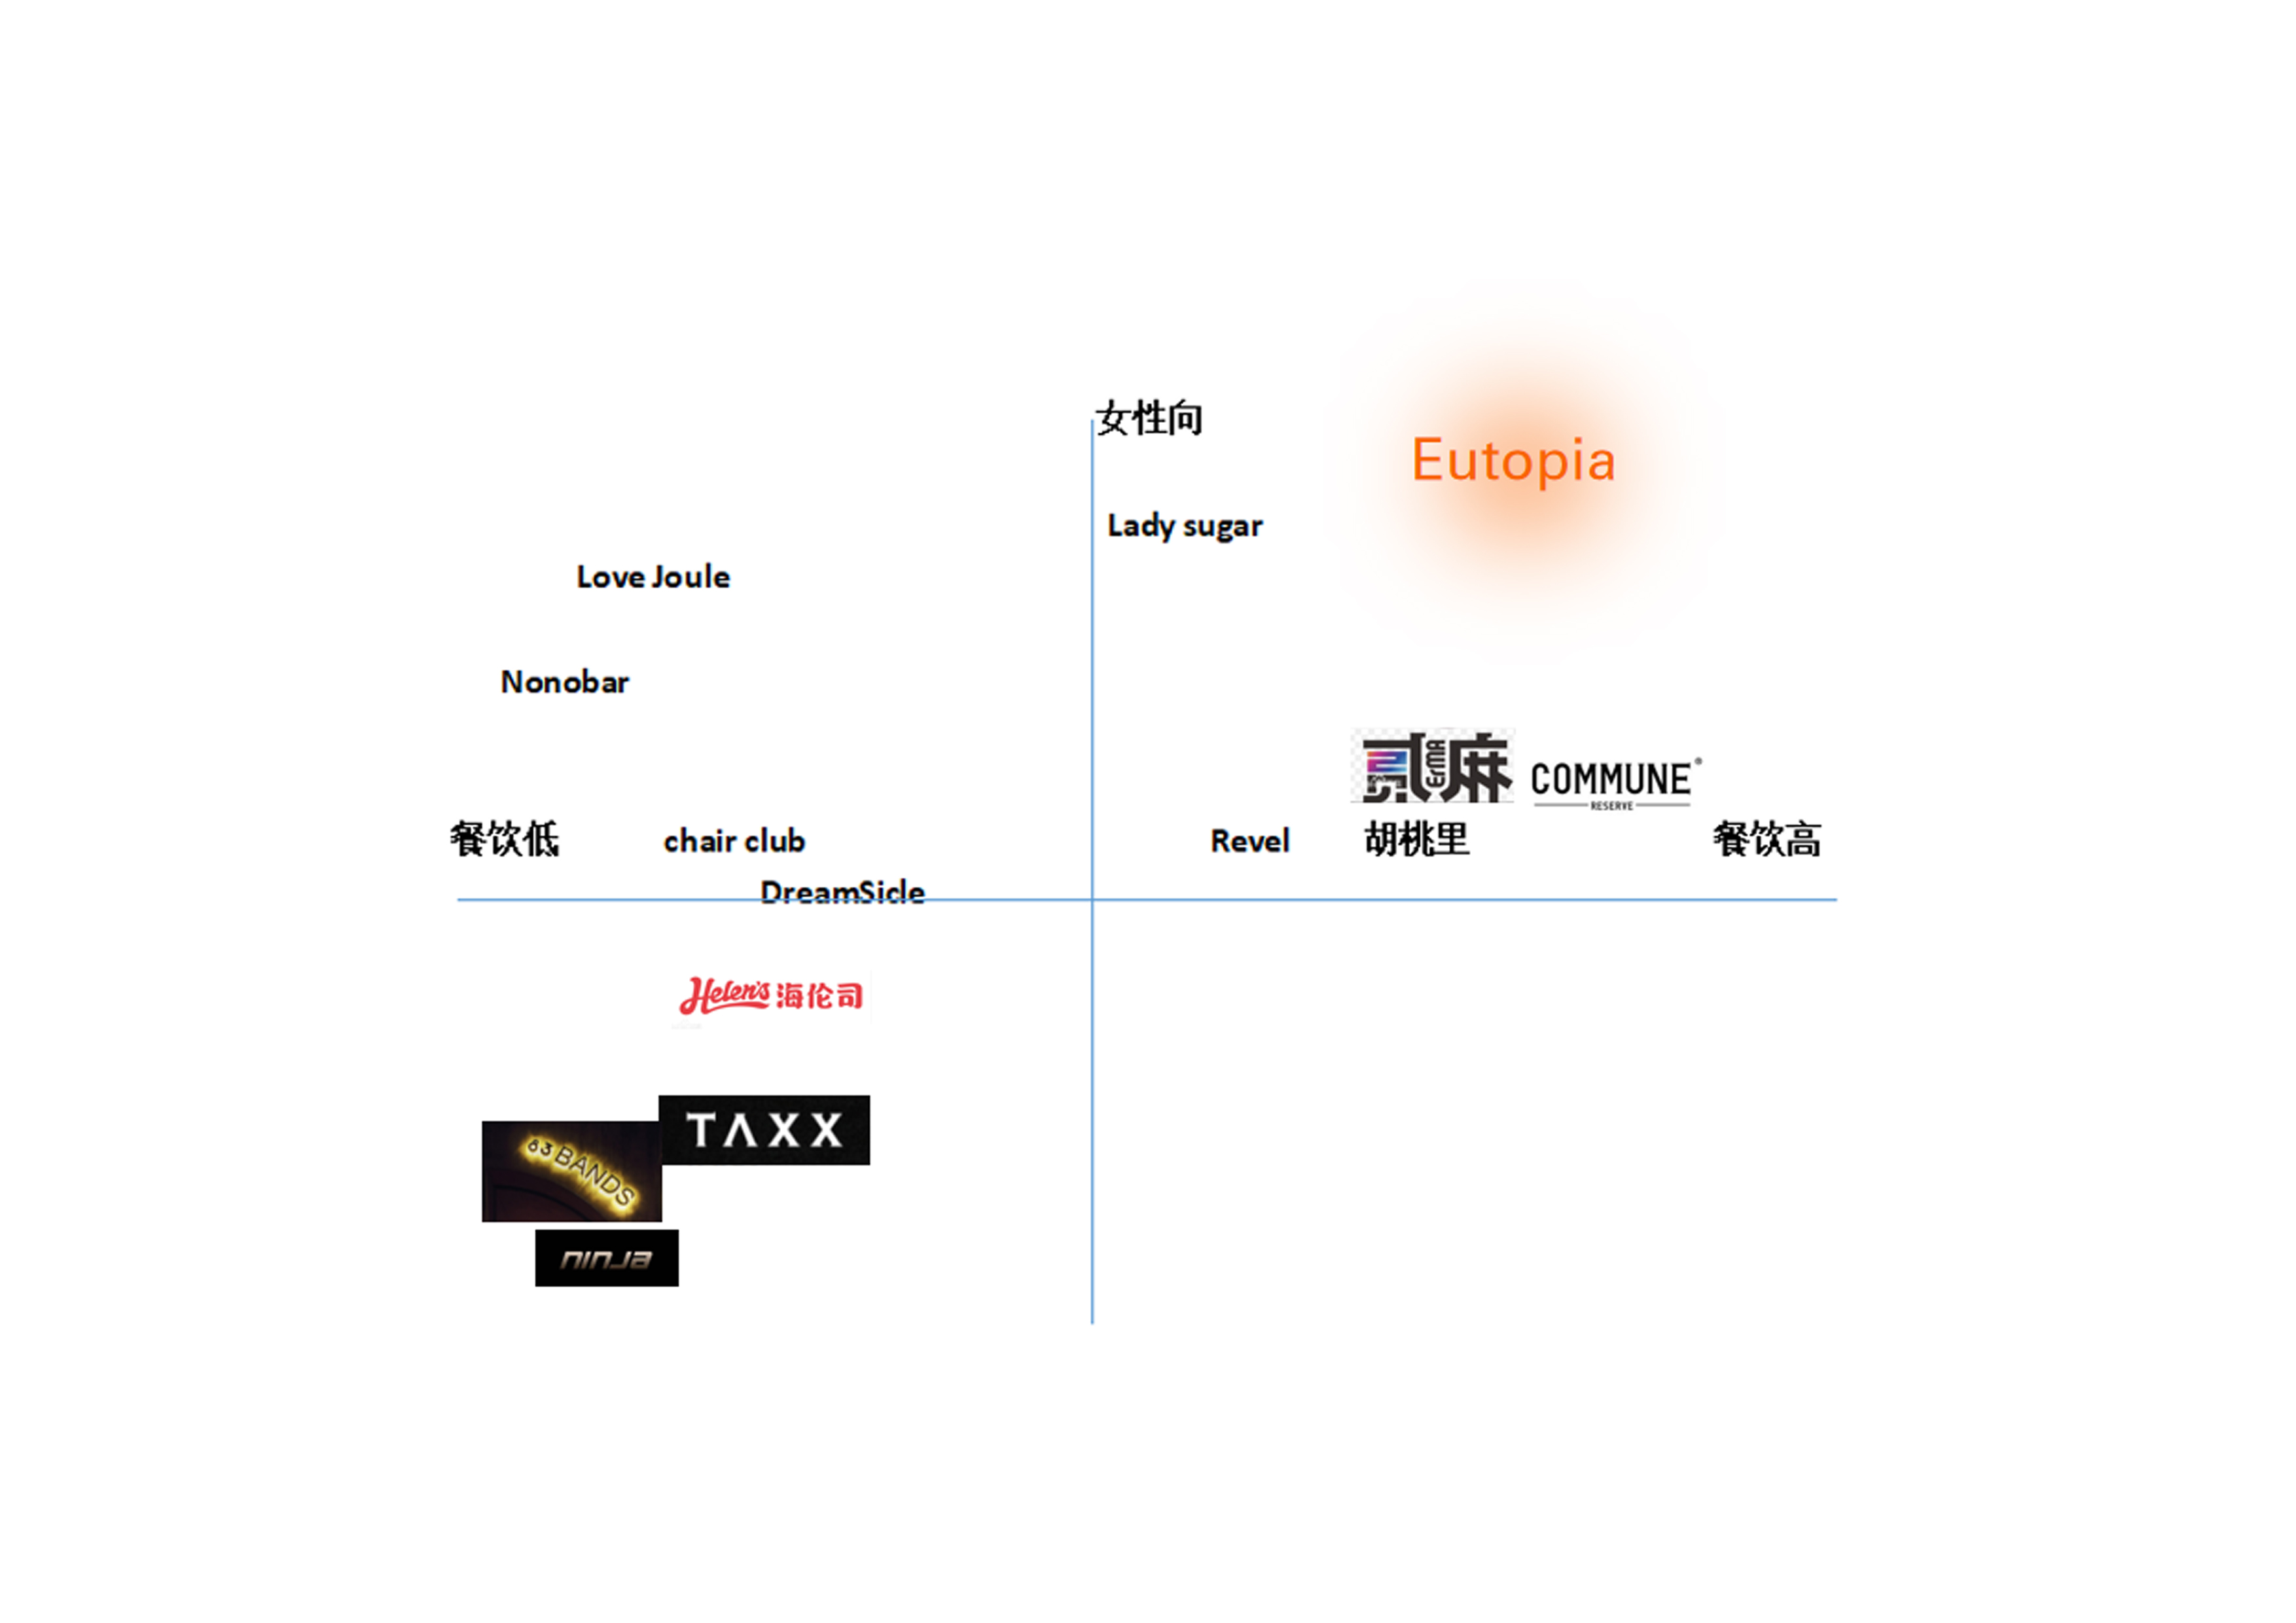 女性向
Eutopia
Lady sugar
Love Joule
Nonobar
贰麻
ErMA
COMMUNE®
RESERVE
餐饮低
chair club
Revel
胡桃里
餐饮高
DreamSicle
Helen's 海伦司
TAXX
83 BANDS
ninja